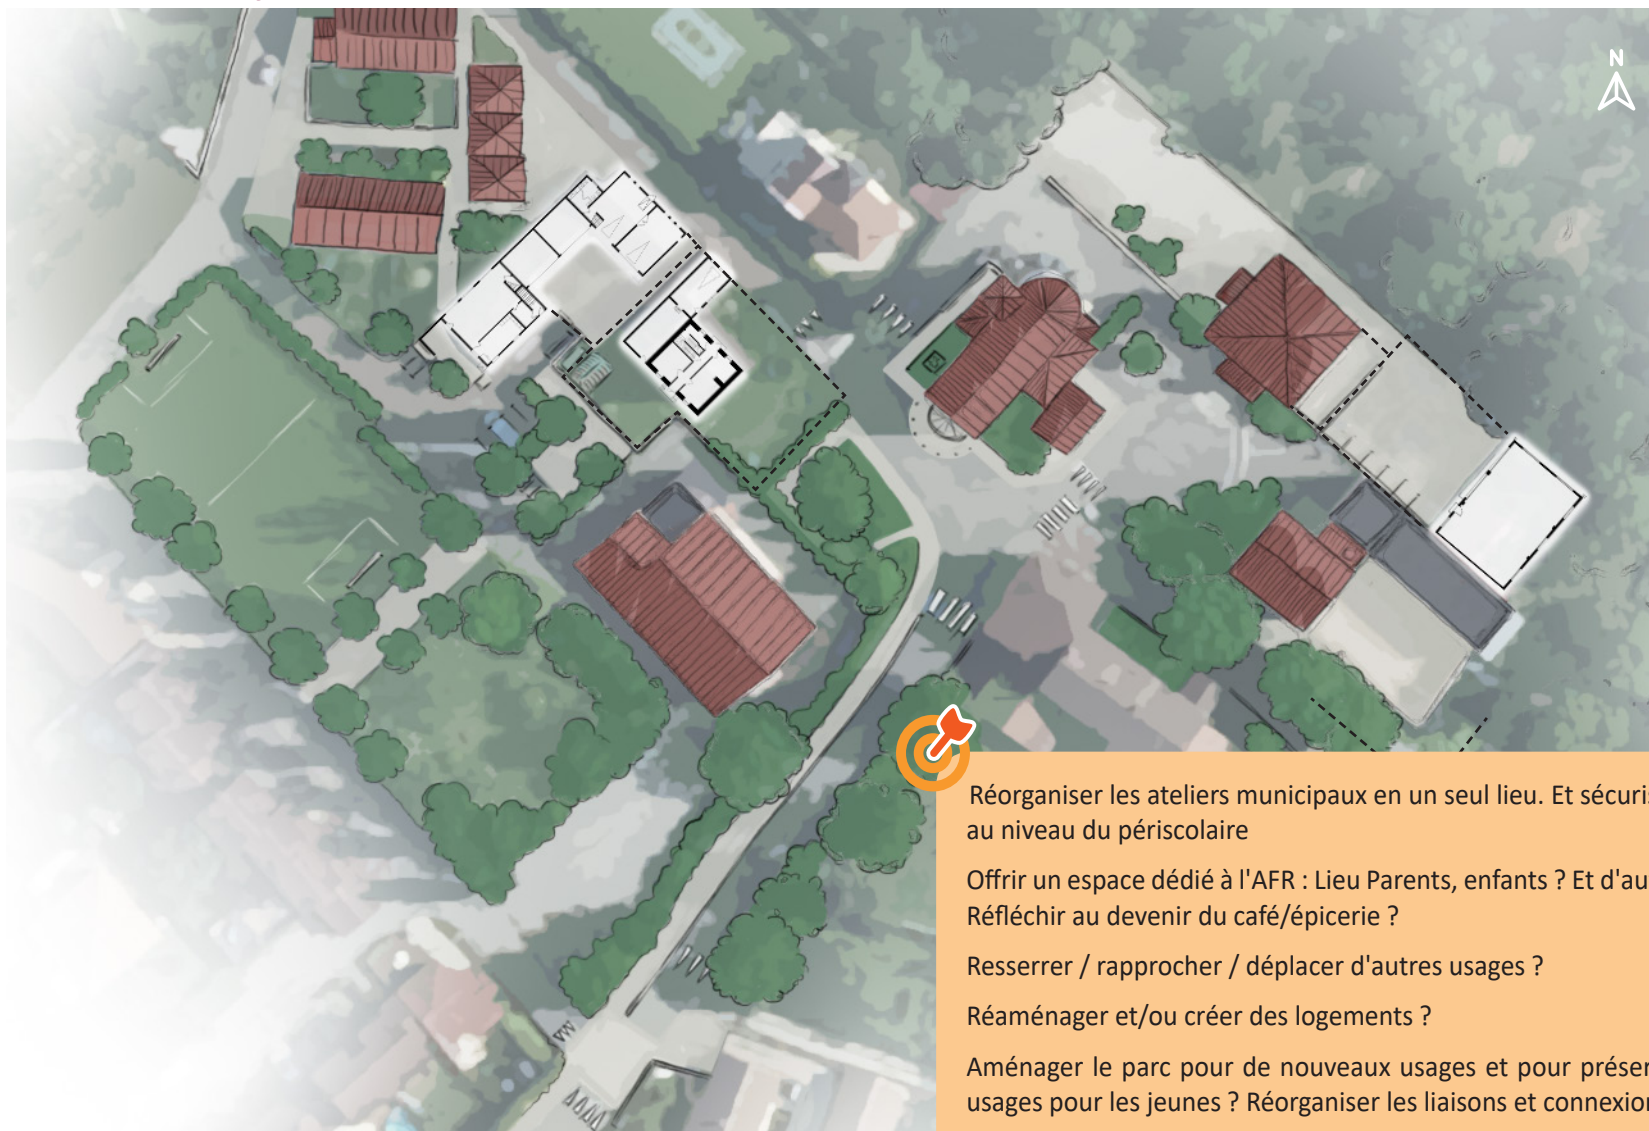 N
Réorganiser les ateliers municipaux en un seul lieu. Et sécuris
au niveau du périscolaire
Offrir un espace dédié à l'AFR : Lieu Parents, enfants ? Et d'au
Réfléchir au devenir du café/épicerie ?
Resserrer / rapprocher / déplacer d'autres usages ?
Réaménager et/ou créer des logements ?
Aménager le parc pour de nouveaux usages et pour préser
usages pour les jeunes ? Réorganiser les liaisons et connexion